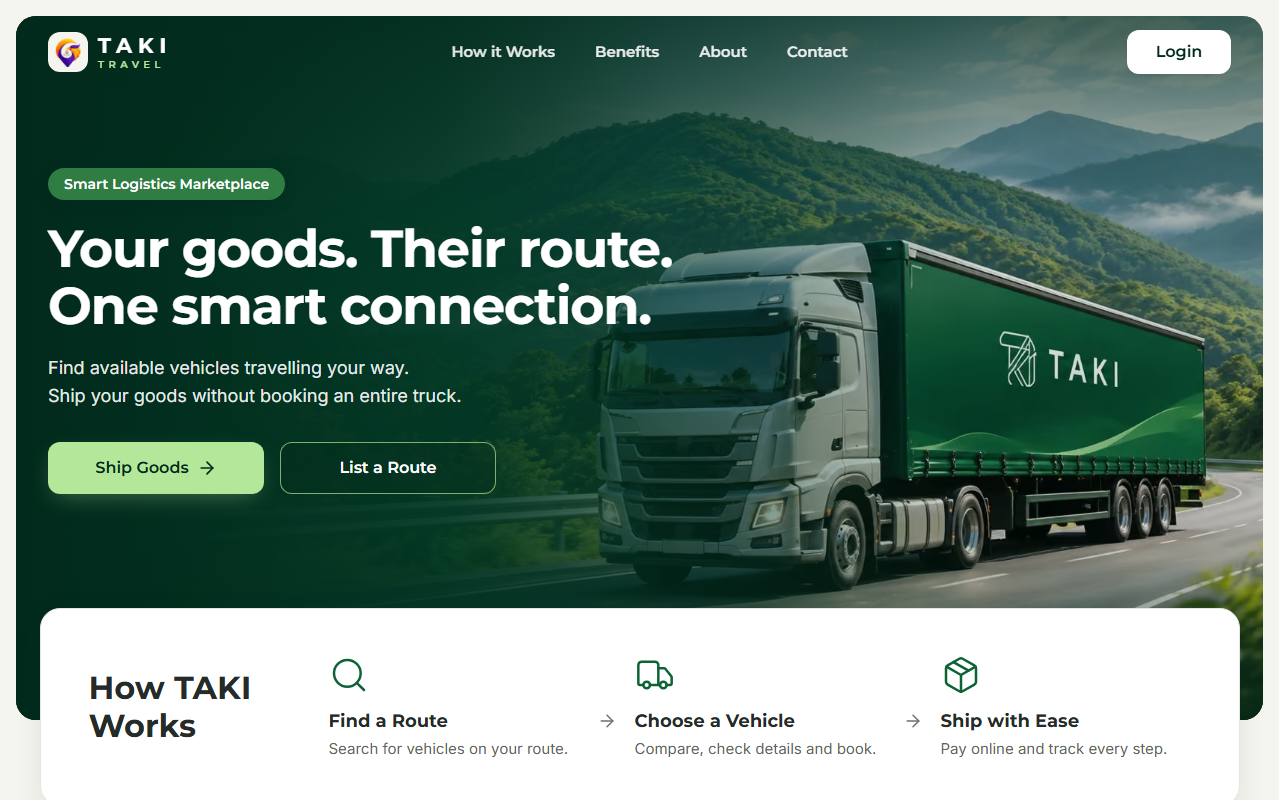 TAKI
TRAVEL
How it Works
Benefits
About
Contact
Login
Smart Logistics Marketplace
Your goods. Their route.
One smart connection.
Find available vehicles travelling your way.
Ship your goods without booking an entire truck.
Ship Goods →
List a Route
TAKI
How TAKI
Works
Find a Route
Search for vehicles on your route.
→
Choose a Vehicle
Compare, check details and book.
→
Ship with Ease
Pay online and track every step.